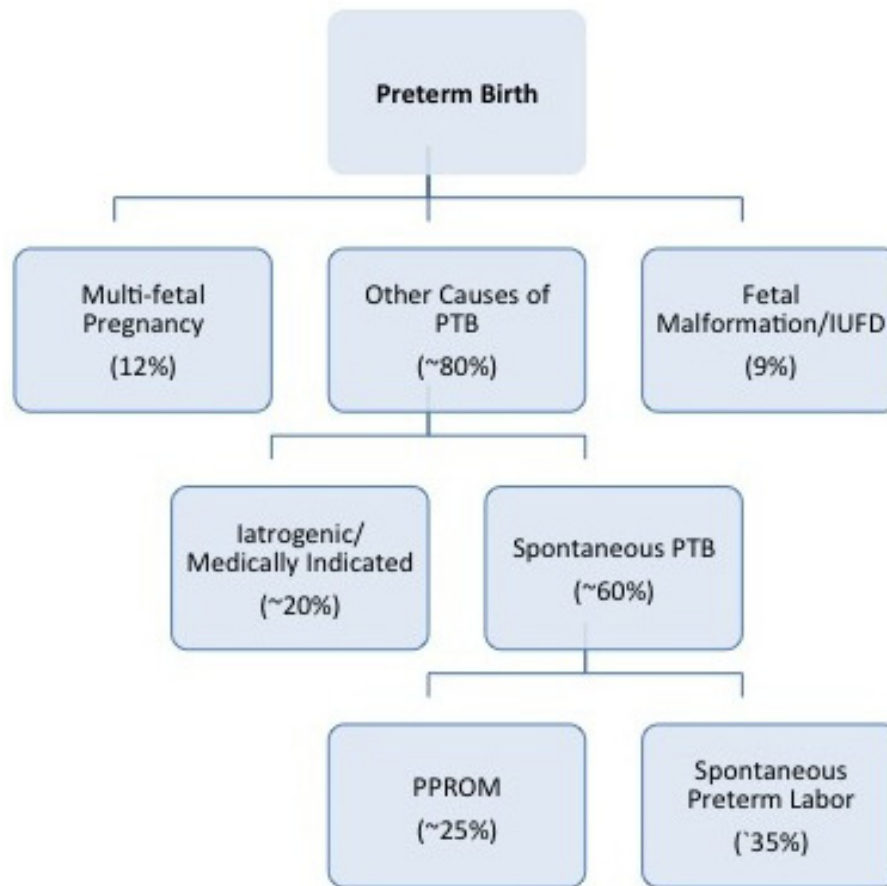 Preterm Birth
Multi-fetal
Pregnancy
(12%)
Other Causes of
PTB
(~80%)
Fetal
Malformation/IUFD
(9%)
Iatrogenic/
Medically Indicated
(~20%)
Spontaneous PTB
(~60%)
PPROM
(~25%)
Spontaneous
Preterm Labor
(`35%)